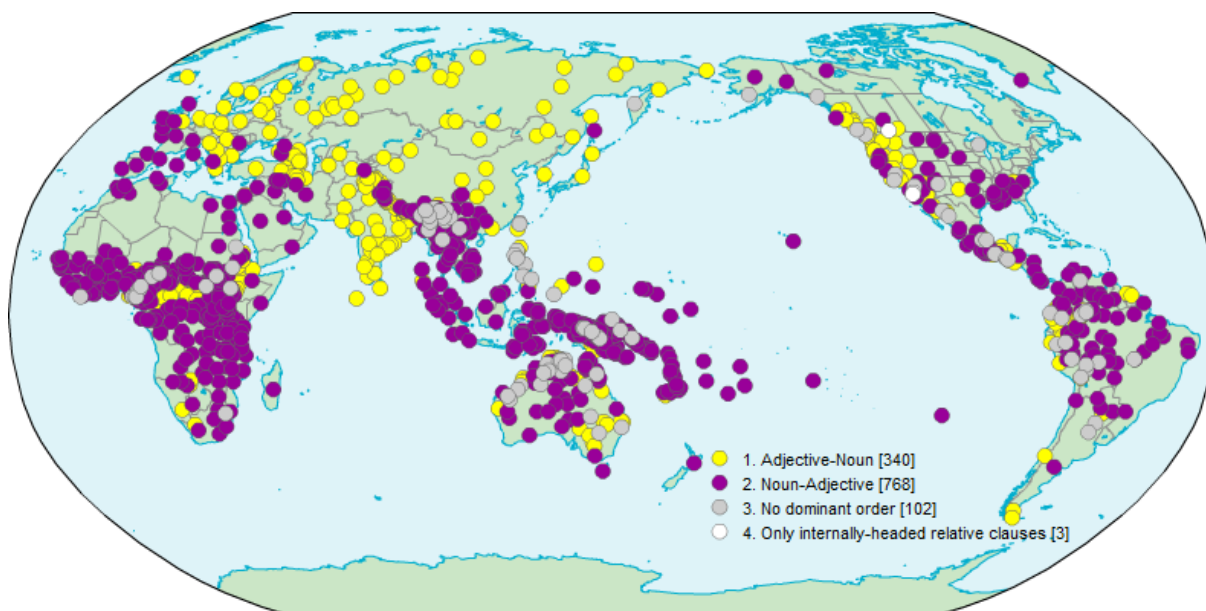 1. Adjective-Noun [340]
2. Noun-Adjective [768]
3. No dominant order [102]
4. Only internally-headed relative clauses [3]